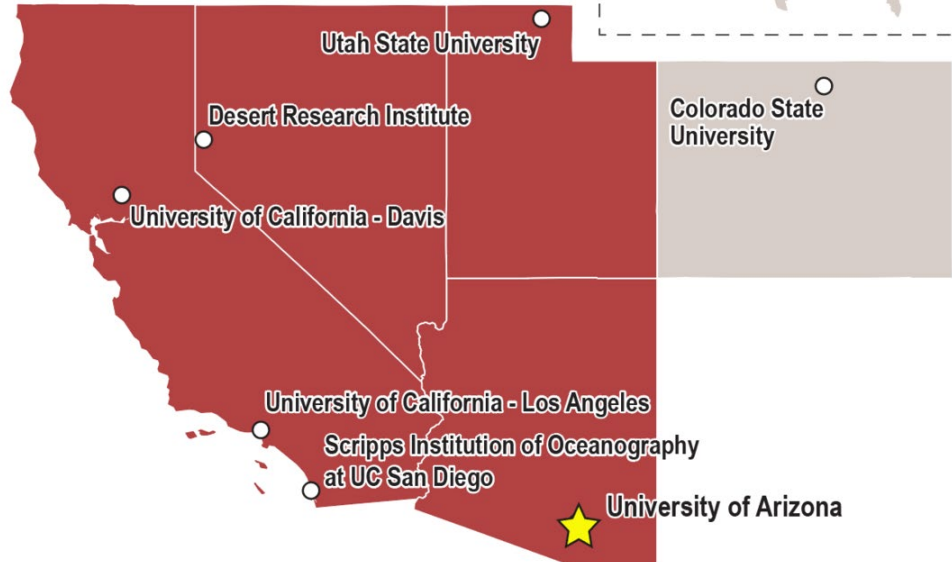 Utah State University
Desert Research Institute
Colorado State
University
University of California - Davis
University of California - Los Angeles
Scripps Institution of Oceanography
at UC San Diego
University of Arizona